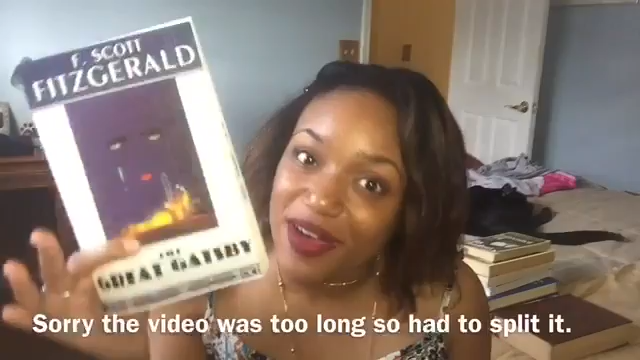 F. SCOTT
FITZGERALD
THE
GREAT GATSBY
Sorry the video was too long so had to split it.